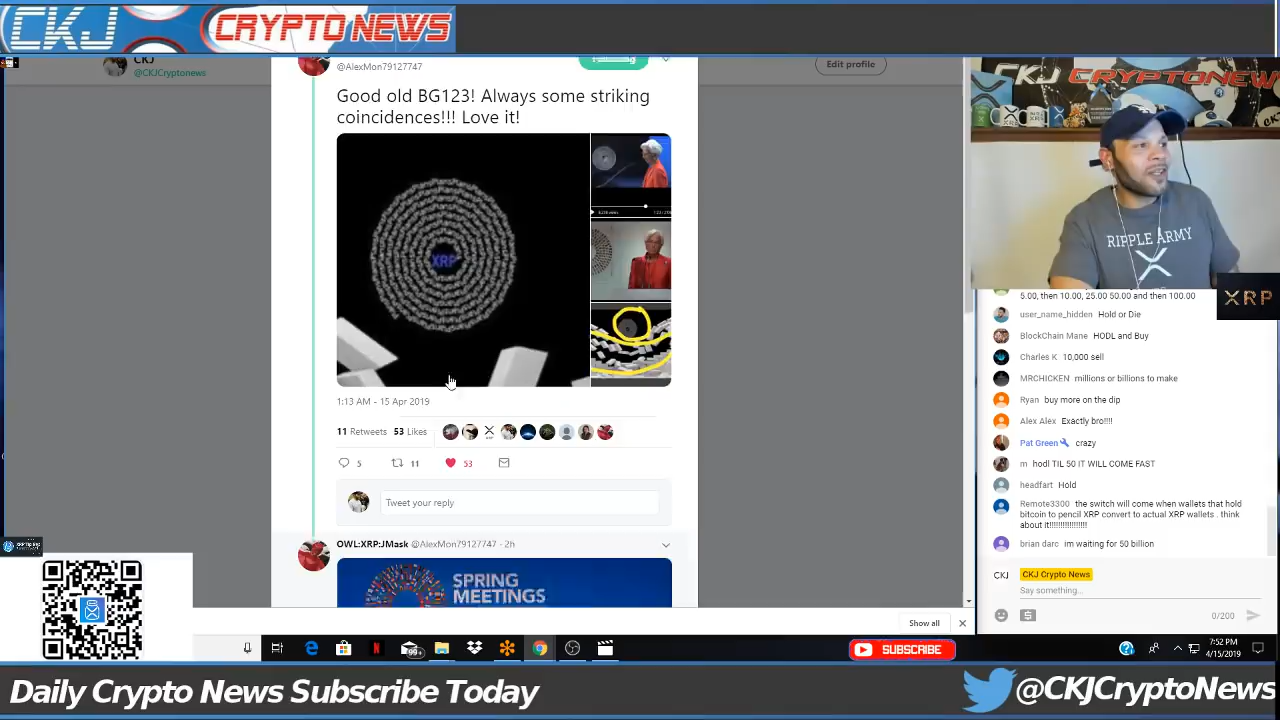 CKJ CRYPTO NEWS
CKJ
@CKJCryptonews
Edit profile
@AlexMon79127747
Good old BG123! Always some striking
coincidences!!! Love it!
XRP
1:13 AM - 15 Apr 2019
11 Retweets 53 Likes
5 11 53
Tweet your reply
OWL:XRP:JMask @AlexMon79127747 - 2h
SPRING
MEETINGS
CKJ CRYPTONEWS
RIPPLE ARMY
XRP
5.00, then 10.00, 25.00 50.00 and then 100.00
user_name_hidden Hold or Die
BlockChain Mane HODL and Buy
Charles K 10,000 sell
MRCHICKEN millions or billions to make
Ryan buy more on the dip
Alex Alex Exactly bro!!!!
Pat Green crazy
m hodl TIL 50 IT WILL COME FAST
headfart Hold
Remote3300 the switch will come when wallets that hold
bitcoin to pencil XRP convert to actual XRP wallets . think
about it!!!!!!!!!!!!!!!!!
brian darc im waiting for 50 billion
CKJ CKJ Crypto News
Say something...
0/200
Show all
99+
SUBSCRIBE
7:52 PM
4/15/2019
Daily Crypto News Subscribe Today
@CKJCryptoNews